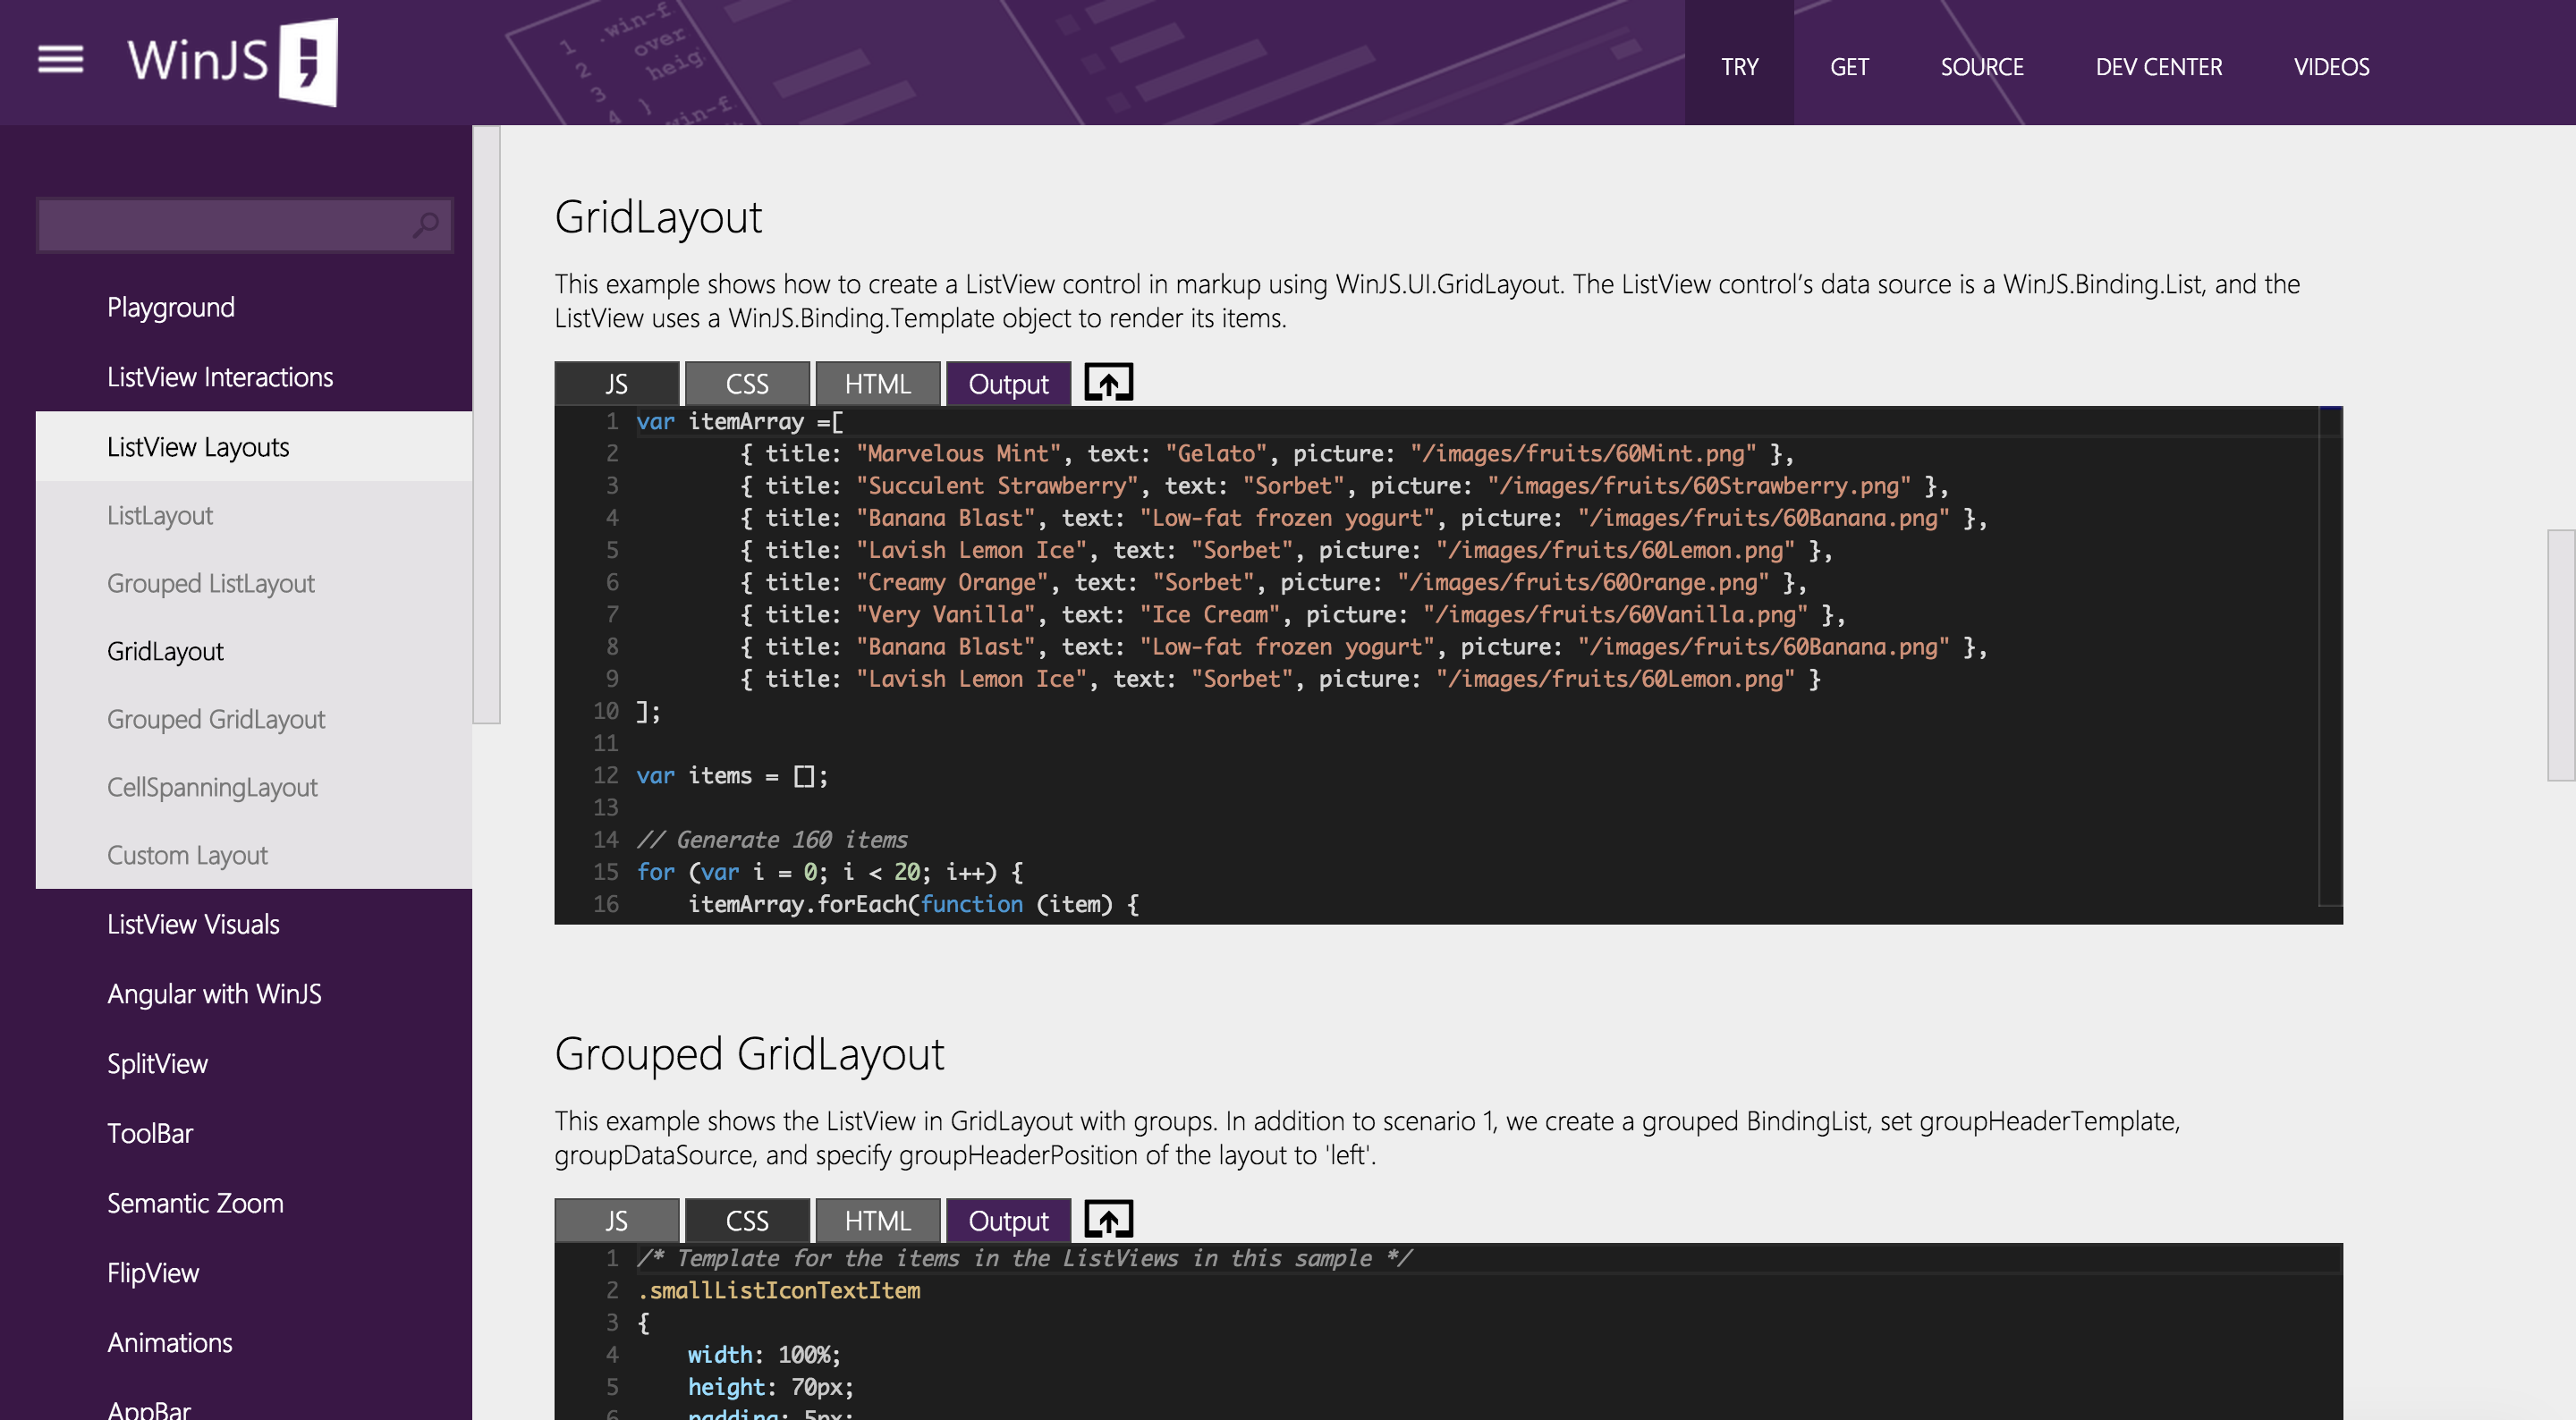 WinJS
1 .win-f
2 over
3 heig
4 }
win-f
TRY
GET
SOURCE
DEV CENTER
VIDEOS
Playground
ListView Interactions
ListView Layouts
ListLayout
Grouped ListLayout
GridLayout
Grouped GridLayout
CellSpanningLayout
Custom Layout
ListView Visuals
Angular with WinJS
SplitView
ToolBar
Semantic Zoom
FlipView
Animations
AppBar
GridLayout
This example shows how to create a ListView control in markup using WinJS.UI.GridLayout. The ListView control’s data source is a WinJS.Binding.List, and the
ListView uses a WinJS.Binding.Template object to render its items.
JS CSS HTML Output
1 var itemArray =[
2 { title: "Marvelous Mint", text: "Gelato", picture: "/images/fruits/60Mint.png" },
3 { title: "Succulent Strawberry", text: "Sorbet", picture: "/images/fruits/60Strawberry.png" },
4 { title: "Banana Blast", text: "Low-fat frozen yogurt", picture: "/images/fruits/60Banana.png" },
5 { title: "Lavish Lemon Ice", text: "Sorbet", picture: "/images/fruits/60Lemon.png" },
6 { title: "Creamy Orange", text: "Sorbet", picture: "/images/fruits/60Orange.png" },
7 { title: "Very Vanilla", text: "Ice Cream", picture: "/images/fruits/60Vanilla.png" },
8 { title: "Banana Blast", text: "Low-fat frozen yogurt", picture: "/images/fruits/60Banana.png" },
9 { title: "Lavish Lemon Ice", text: "Sorbet", picture: "/images/fruits/60Lemon.png" }
10 ];
11
12 var items = [];
13
14 // Generate 160 items
15 for (var i = 0; i < 20; i++) {
16 itemArray.forEach(function (item) {
Grouped GridLayout
This example shows the ListView in GridLayout with groups. In addition to scenario 1, we create a grouped BindingList, set groupHeaderTemplate,
groupDataSource, and specify groupHeaderPosition of the layout to 'left'.
JS CSS HTML Output
1 /* Template for the items in the ListViews in this sample */
2 .smallListIconTextItem
3 {
4 width: 100%;
5 height: 70px;
6 padding: 5px;